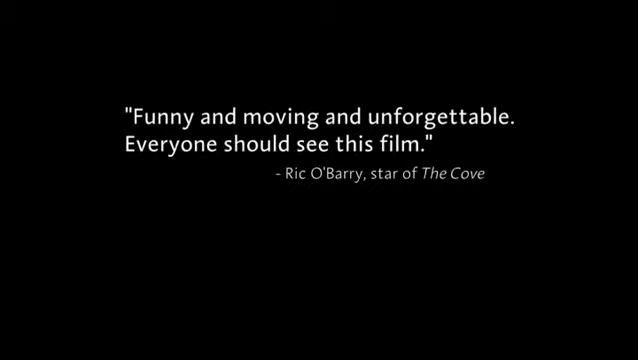 "Funny and moving and unforgettable.
Everyone should see this film."
- Ric O'Barry, star of The Cove